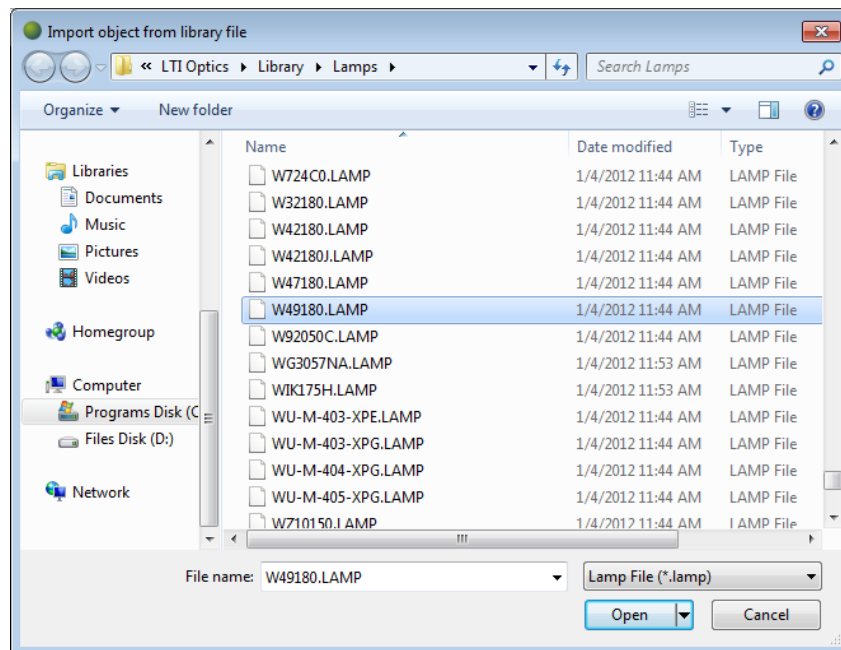 Import object from library file
« LTI Optics ▸ Library ▸ Lamps ▸
Search Lamps
Organize ▾ New folder
Name Date modified Type
Libraries
Documents
Music
Pictures
Videos
Homegroup
Computer
Programs Disk (C
Files Disk (D:)
Network
W724C0.LAMP 1/4/2012 11:44 AM LAMP File
W32180.LAMP 1/4/2012 11:44 AM LAMP File
W42180.LAMP 1/4/2012 11:44 AM LAMP File
W42180J.LAMP 1/4/2012 11:44 AM LAMP File
W47180.LAMP 1/4/2012 11:44 AM LAMP File
W49180.LAMP 1/4/2012 11:44 AM LAMP File
W92050C.LAMP 1/4/2012 11:44 AM LAMP File
WG3057NA.LAMP 1/4/2012 11:53 AM LAMP File
WIK175H.LAMP 1/4/2012 11:53 AM LAMP File
WU-M-403-XPE.LAMP 1/4/2012 11:44 AM LAMP File
WU-M-403-XPG.LAMP 1/4/2012 11:44 AM LAMP File
WU-M-404-XPG.LAMP 1/4/2012 11:44 AM LAMP File
WU-M-405-XPG.LAMP 1/4/2012 11:44 AM LAMP File
WZ10150.LAMP 1/4/2012 11:44 AM LAMP File
File name: W49180.LAMP Lamp File (*.lamp)
Open Cancel